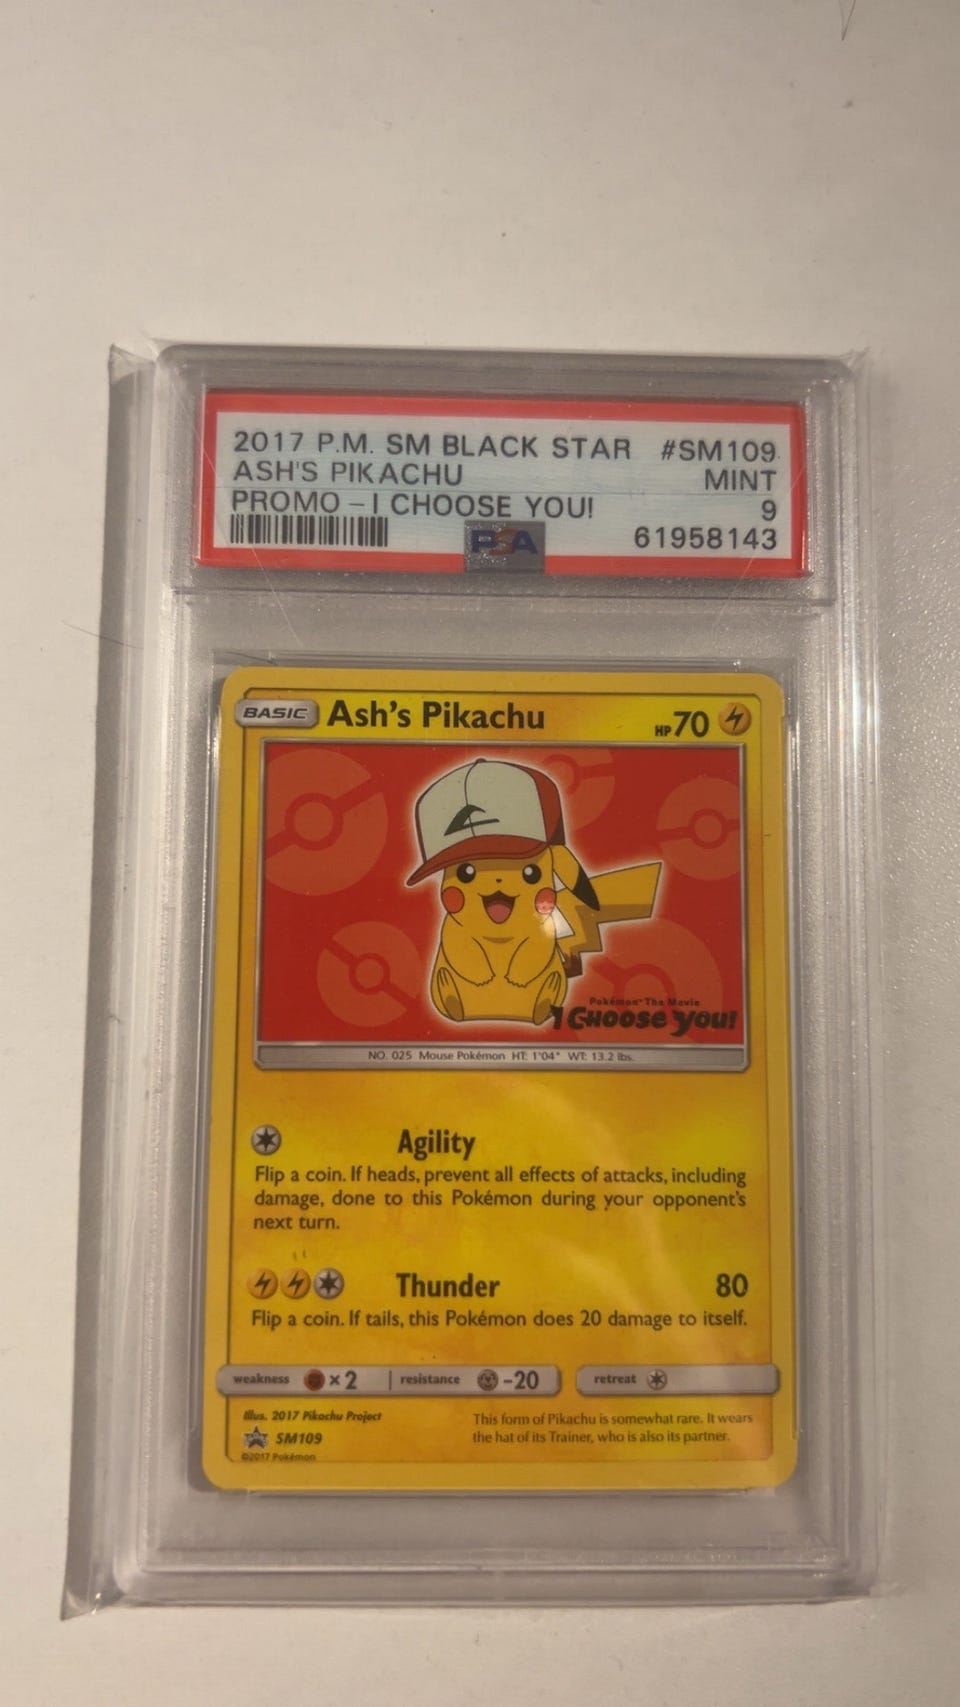 2017 P.M. SM BLACK STAR #SM109
ASH'S PIKACHU MINT
PROMO - I CHOOSE YOU! 9
PSA 61958143
BASIC Ash's Pikachu HP 70
Pokémon The Movie
I Choose You!
NO. 025 Mouse Pokémon HT: 1'04" WT: 13.2 lbs.
Agility
Flip a coin. If heads, prevent all effects of attacks, including
damage, done to this Pokémon during your opponent's
next turn.
Thunder 80
Flip a coin. If tails, this Pokémon does 20 damage to itself.
weakness ×2 resistance -20 retreat
Illus. 2017 Pikachu Project
SM109
©2017 Pokémon
This form of Pikachu is somewhat rare. It wears
the hat of its Trainer, who is also its partner.